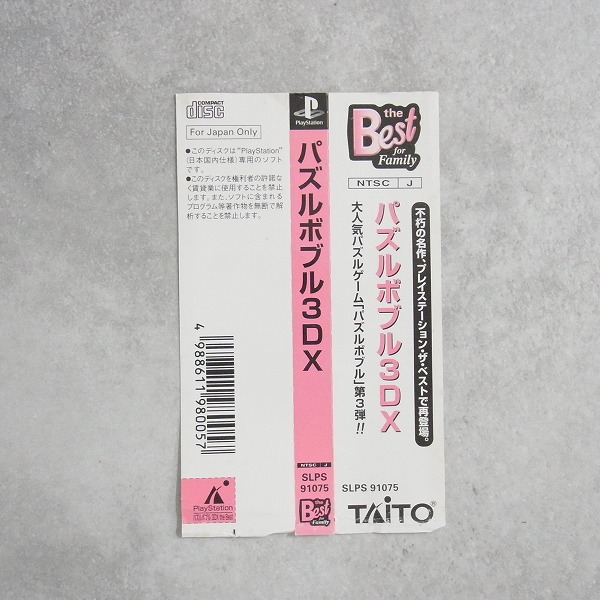 COMPACT
disc
For Japan Only
●このディスクは"PlayStation"
(日本国内仕様)専用のソフト
です。
●このディスクを権利者の許諾な
く賃貸業に使用することを禁止
します。また、ソフトに含まれる
プログラム等著作物を無断で解
析することを禁止します。
4 988611 980057
PlayStation
PlayStation
パズルボブル3DX
NTSC J
SLPS
91075
the
Best
for
Family
the
Best
for
Family
NTSC J
不朽の名作、プレイステーション・ザ・ベストで再登場。
パズルボブル3DX
大人気パズルゲーム「パズルボブル」第3弾!!
SLPS 91075
TAITO®